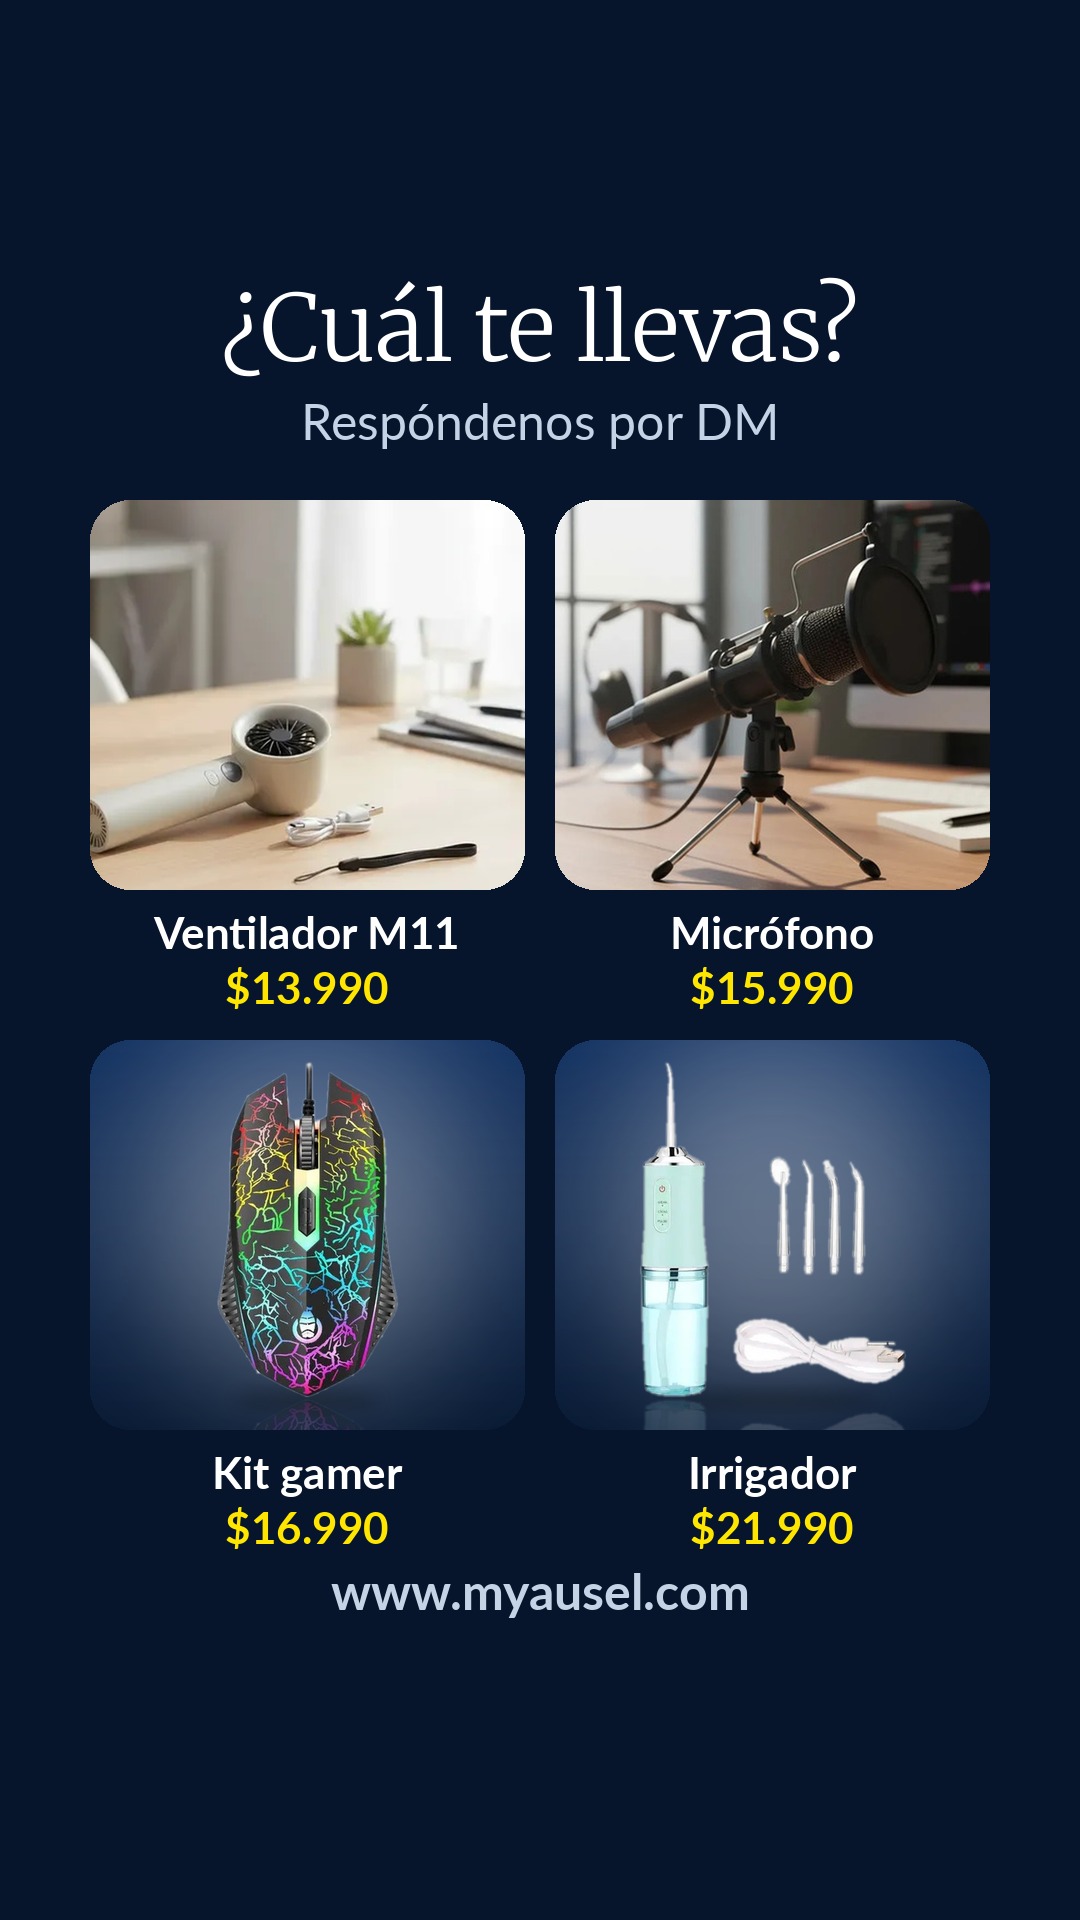 ¿Cuál te llevas?
Respóndenos por DM
Ventilador M11
$13.990
Micrófono
$15.990
Kit gamer
$16.990
Irrigador
$21.990
www.myausel.com